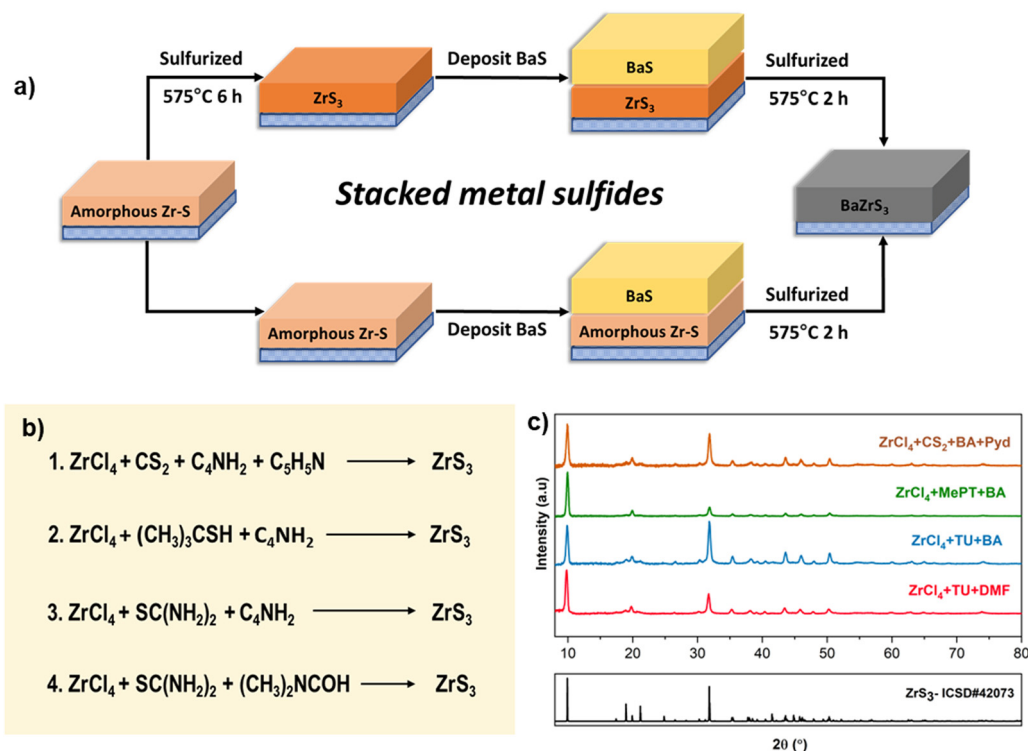 a)
Sulfurized
575°C 6 h
ZrS₃
Deposit BaS
BaS
ZrS₃
Sulfurized
575°C 2 h
Amorphous Zr-S
Stacked metal sulfides
BaZrS₃
Amorphous Zr-S
Deposit BaS
BaS
Amorphous Zr-S
Sulfurized
575°C 2 h
b)
1. ZrCl₄ + CS₂ + C₄NH₂ + C₅H₅N ⟶ ZrS₃
2. ZrCl₄ + (CH₃)₃CSH + C₄NH₂ ⟶ ZrS₃
3. ZrCl₄ + SC(NH₂)₂ + C₄NH₂ ⟶ ZrS₃
4. ZrCl₄ + SC(NH₂)₂ + (CH₃)₂NCOH ⟶ ZrS₃
c)
Intensity (a.u)
ZrCl₄+CS₂+BA+Pyd
ZrCl₄+MePT+BA
ZrCl₄+TU+BA
ZrCl₄+TU+DMF
10 20 30 40 50 60 70 80
ZrS₃- ICSD#42073
2θ (°)